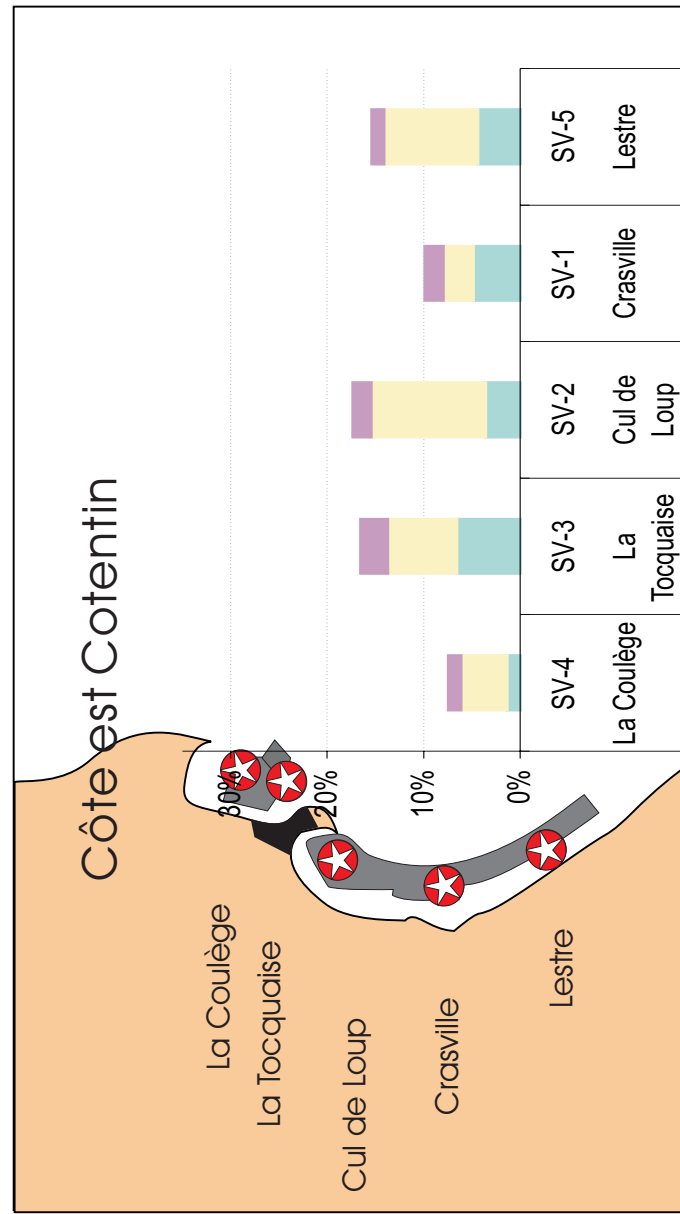 Côte est Cotentin
La Coulège
La Tocquaise
Cul de Loup
Crasville
Lestre
30%
20%
10%
0%
SV-4
La Coulège
SV-3
La
Tocquaise
SV-2
Cul de
Loup
SV-1
Crasville
SV-5
Lestre